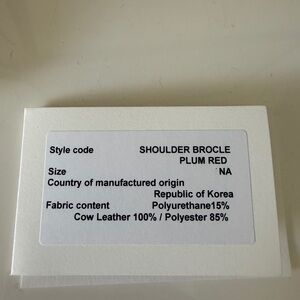 Style code SHOULDER BROCLE
PLUM RED
Size NA
Country of manufactured origin
Republic of Korea
Fabric content Polyurethane15%
Cow Leather 100% / Polyester 85%